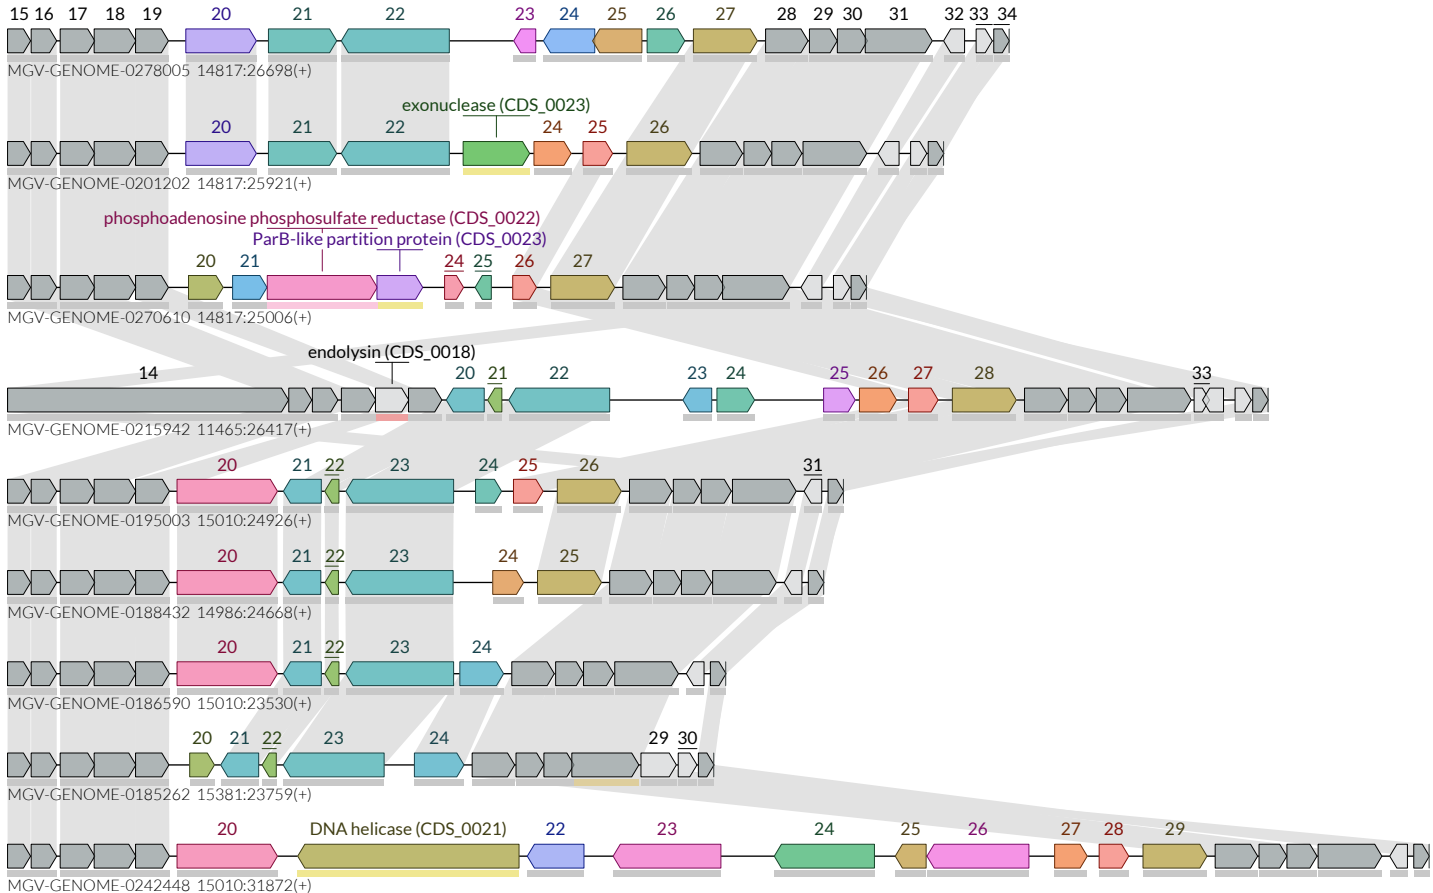 15 16 17 18 19 20 21 22 23 24 25 26 27 28 29 30 31 32 33 34
MGV-GENOME-0278005 14817:26698(+)
exonuclease (CDS_0023)
20 21 22 24 25 26
MGV-GENOME-0201202 14817:25921(+)
phosphoadenosine phosphosulfate reductase (CDS_0022)
ParB-like partition protein (CDS_0023)
20 21 24 25 26 27
MGV-GENOME-0270610 14817:25006(+)
endolysin (CDS_0018)
14 20 21 22 23 24 25 26 27 28 33
MGV-GENOME-0215942 11465:26417(+)
20 21 22 23 24 25 26 31
MGV-GENOME-0195003 15010:24926(+)
20 21 22 23 24 25
MGV-GENOME-0188432 14986:24668(+)
20 21 22 23 24
MGV-GENOME-0186590 15010:23530(+)
20 21 22 23 24 29 30
MGV-GENOME-0185262 15381:23759(+)
20 DNA helicase (CDS_0021) 22 23 24 25 26 27 28 29
MGV-GENOME-0242448 15010:31872(+)